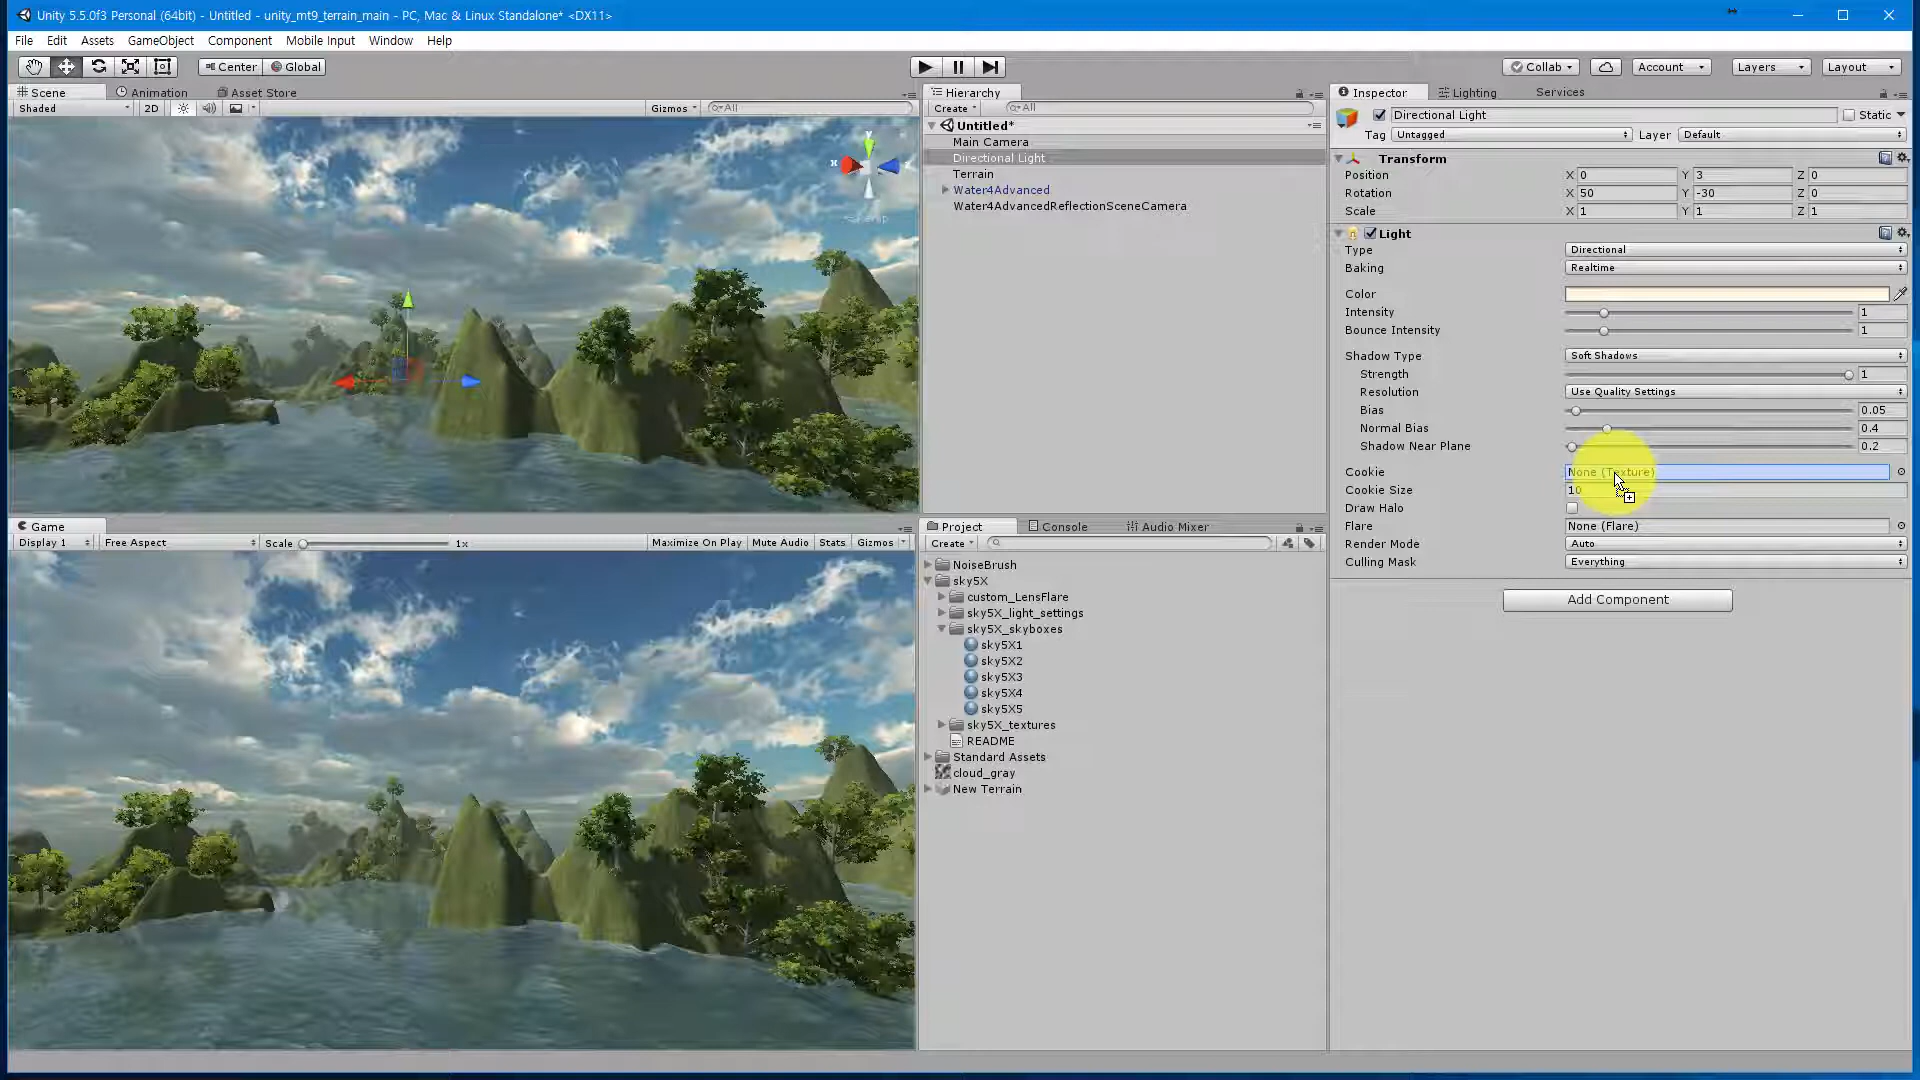 Unity 5.5.0f3 Personal (64bit) - Untitled - unity_mt9_terrain_main - PC, Mac & Linux Standalone* <DX11>
File Edit Assets GameObject Component Mobile Input Window Help
Center Global Collab Account Layers Layout
Scene Animation Asset Store
Shaded 2D Gizmos All
y
x
Hierarchy
Create All
Untitled*
Main Camera
Directional Light
Terrain
Water4Advanced
Water4AdvancedReflectionSceneCamera
Inspector Lighting Services
Directional Light Static
Tag Untagged Layer Default
Transform
Position X 0 Y 3 Z 0
Rotation X 50 Y -30 Z 0
Scale X 1 Y 1 Z 1
Light
Type Directional
Baking Realtime
Color
Intensity 1
Bounce Intensity 1
Shadow Type Soft Shadows
Strength 1
Resolution Use Quality Settings
Bias 0.05
Normal Bias 0.4
Shadow Near Plane 0.2
Cookie None (Texture)
Cookie Size 10
Draw Halo
Flare None (Flare)
Render Mode Auto
Culling Mask Everything
Add Component
Game
Display 1 Free Aspect Scale 1x Maximize On Play Mute Audio Stats Gizmos
Project Console Audio Mixer
Create
NoiseBrush
sky5X
custom_LensFlare
sky5X_light_settings
sky5X_skyboxes
sky5X1
sky5X2
sky5X3
sky5X4
sky5X5
sky5X_textures
README
Standard Assets
cloud_gray
New Terrain